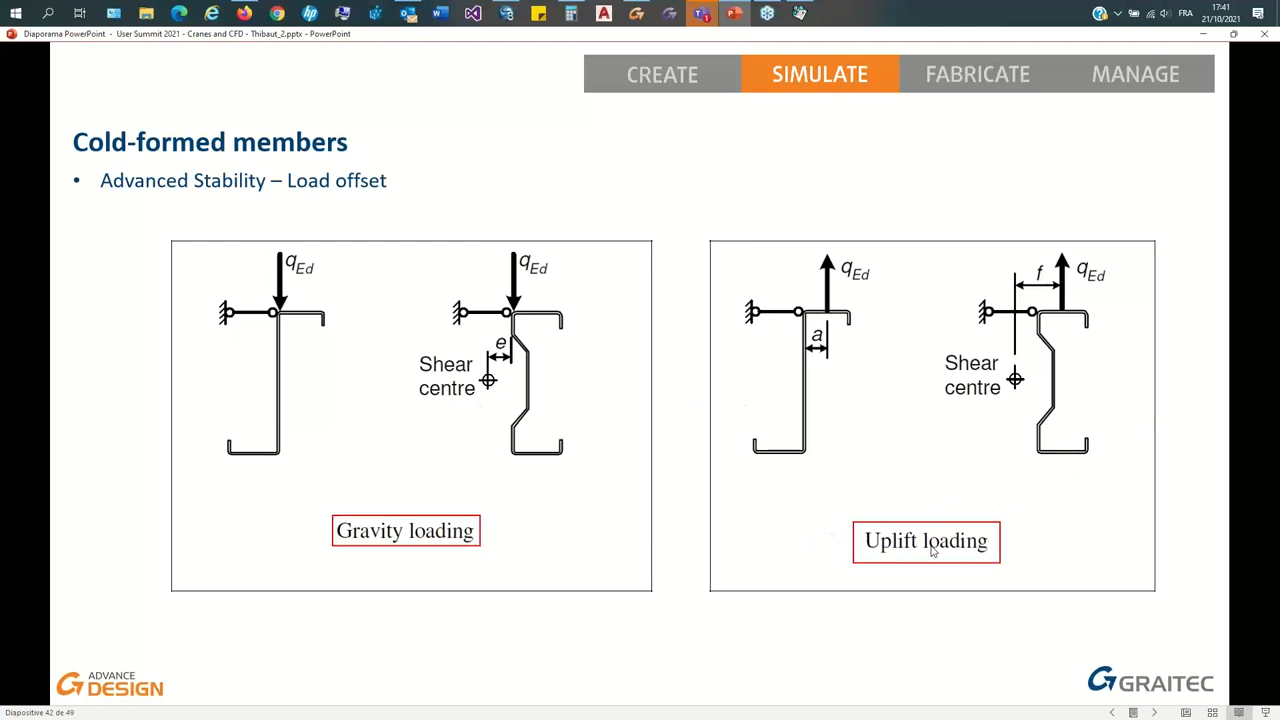 17:41
FRA
21/10/2021
Diaporama PowerPoint - User Summit 2021 - Cranes and CFD - Thibaut_2.pptx - PowerPoint
CREATE SIMULATE FABRICATE MANAGE
Cold-formed members
• Advanced Stability – Load offset
qEd qEd
e
Shear
centre
Gravity loading
qEd f qEd
a
Shear
centre
Uplift loading
ADVANCE
DESIGN
GRAITEC
Diapositive 42 de 49